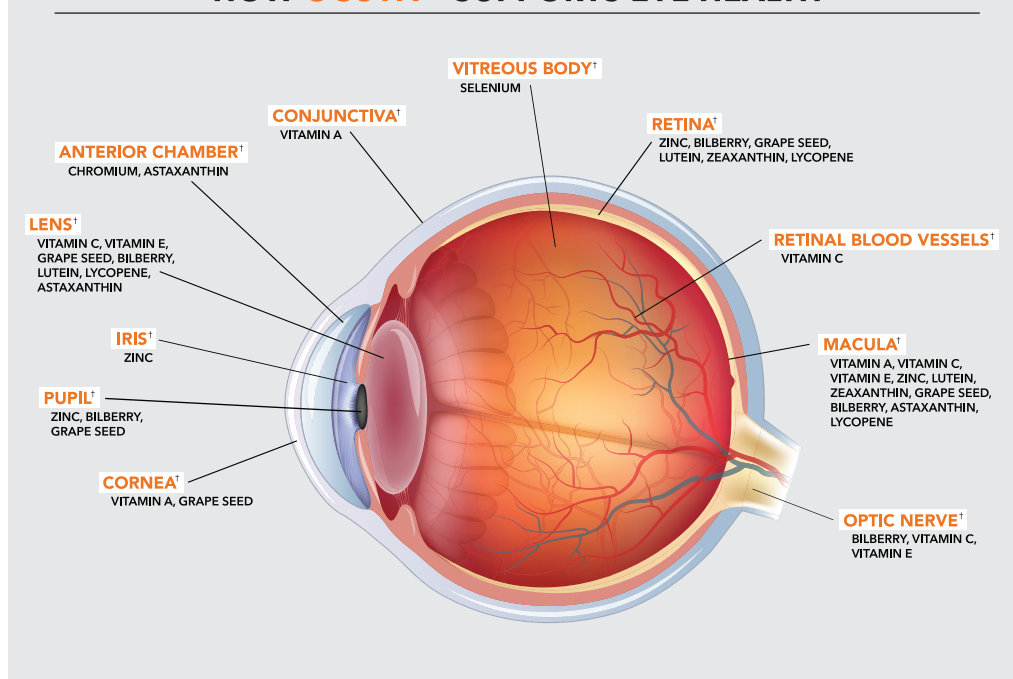 VITREOUS BODY†
SELENIUM
CONJUNCTIVA†
VITAMIN A
RETINA†
ZINC, BILBERRY, GRAPE SEED,
LUTEIN, ZEAXANTHIN, LYCOPENE
ANTERIOR CHAMBER†
CHROMIUM, ASTAXANTHIN
LENS†
VITAMIN C, VITAMIN E,
GRAPE SEED, BILBERRY,
LUTEIN, LYCOPENE,
ASTAXANTHIN
RETINAL BLOOD VESSELS†
VITAMIN C
IRIS†
ZINC
MACULA†
VITAMIN A, VITAMIN C,
VITAMIN E, ZINC, LUTEIN,
ZEAXANTHIN, GRAPE SEED,
BILBERRY, ASTAXANTHIN,
LYCOPENE
PUPIL†
ZINC, BILBERRY,
GRAPE SEED
CORNEA†
VITAMIN A, GRAPE SEED
OPTIC NERVE†
BILBERRY, VITAMIN C,
VITAMIN E